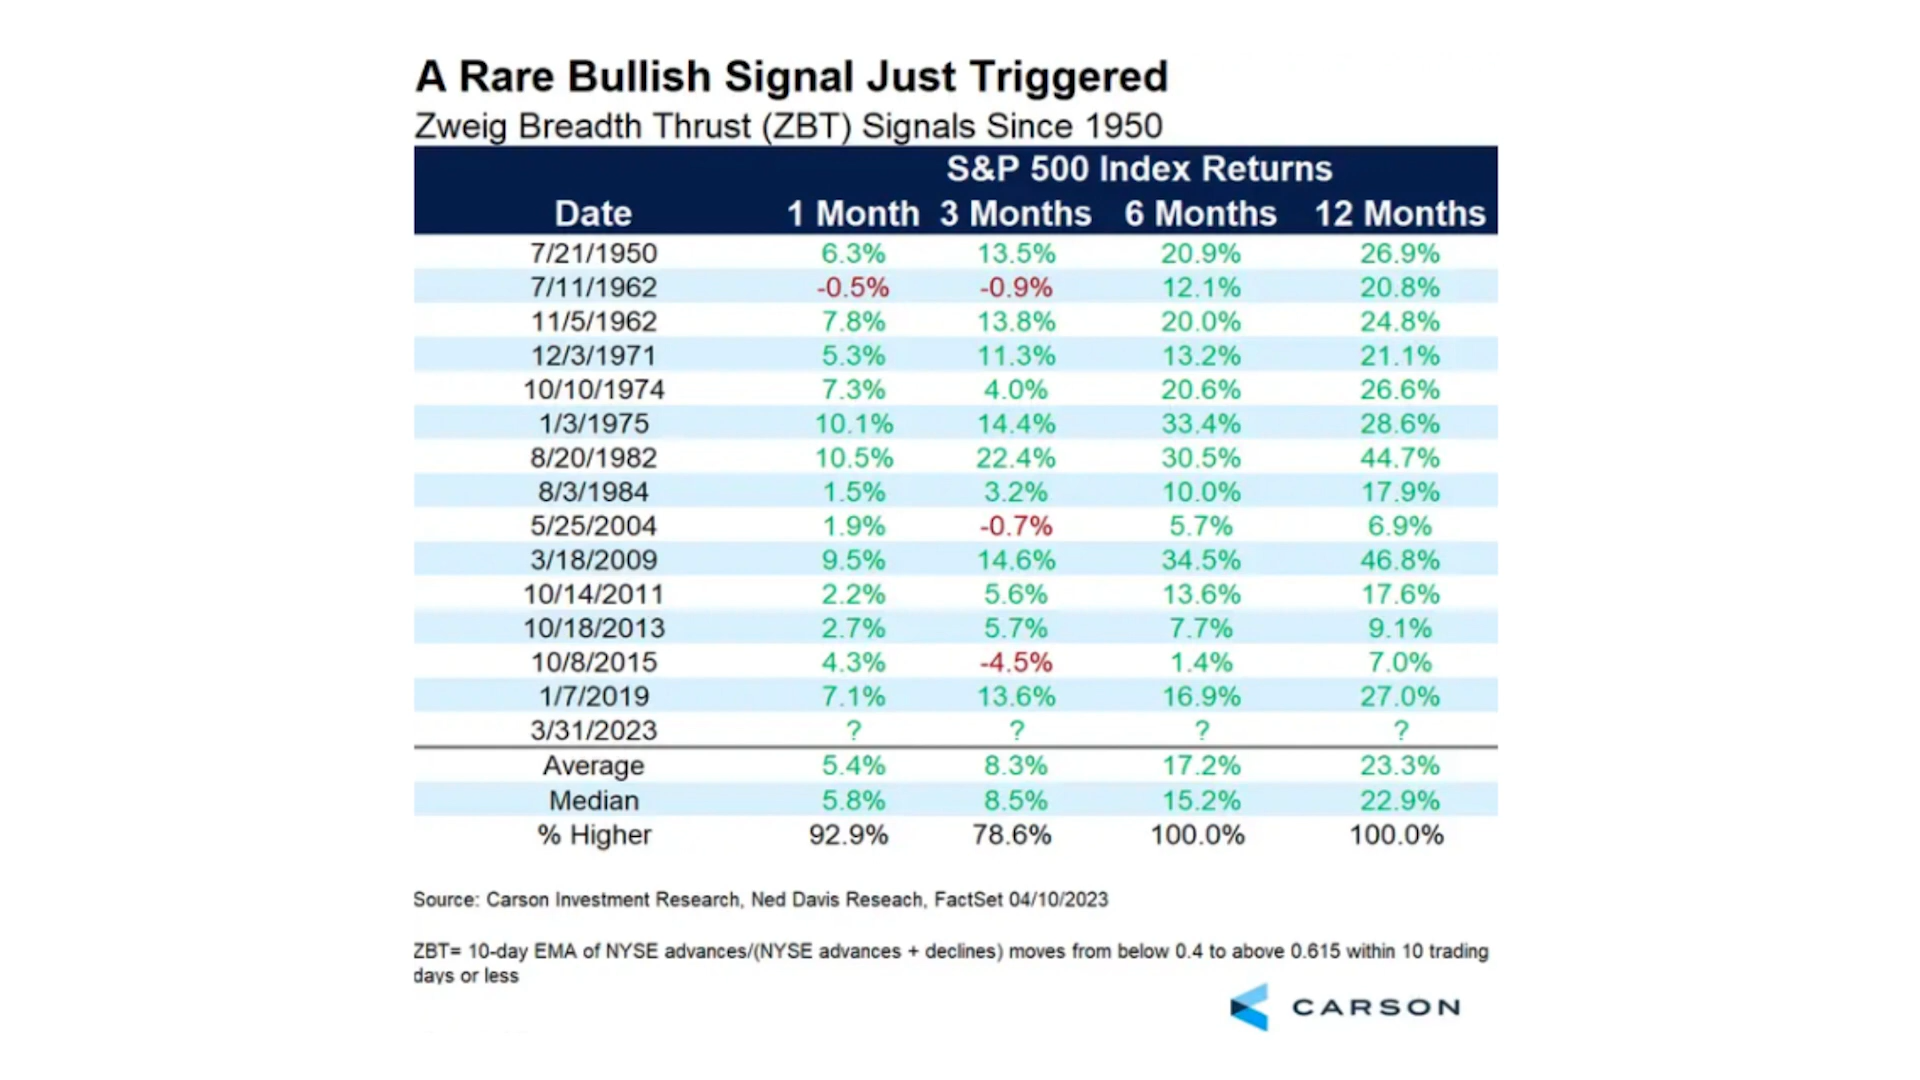 A Rare Bullish Signal Just Triggered
Zweig Breadth Thrust (ZBT) Signals Since 1950
S&P 500 Index Returns
Date 1 Month 3 Months 6 Months 12 Months
7/21/1950 6.3% 13.5% 20.9% 26.9%
7/11/1962 -0.5% -0.9% 12.1% 20.8%
11/5/1962 7.8% 13.8% 20.0% 24.8%
12/3/1971 5.3% 11.3% 13.2% 21.1%
10/10/1974 7.3% 4.0% 20.6% 26.6%
1/3/1975 10.1% 14.4% 33.4% 28.6%
8/20/1982 10.5% 22.4% 30.5% 44.7%
8/3/1984 1.5% 3.2% 10.0% 17.9%
5/25/2004 1.9% -0.7% 5.7% 6.9%
3/18/2009 9.5% 14.6% 34.5% 46.8%
10/14/2011 2.2% 5.6% 13.6% 17.6%
10/18/2013 2.7% 5.7% 7.7% 9.1%
10/8/2015 4.3% -4.5% 1.4% 7.0%
1/7/2019 7.1% 13.6% 16.9% 27.0%
3/31/2023 ? ? ? ?
Average 5.4% 8.3% 17.2% 23.3%
Median 5.8% 8.5% 15.2% 22.9%
% Higher 92.9% 78.6% 100.0% 100.0%
Source: Carson Investment Research, Ned Davis Reseach, FactSet 04/10/2023
ZBT= 10-day EMA of NYSE advances/(NYSE advances + declines) moves from below 0.4 to above 0.615 within 10 trading
days or less
CARSON